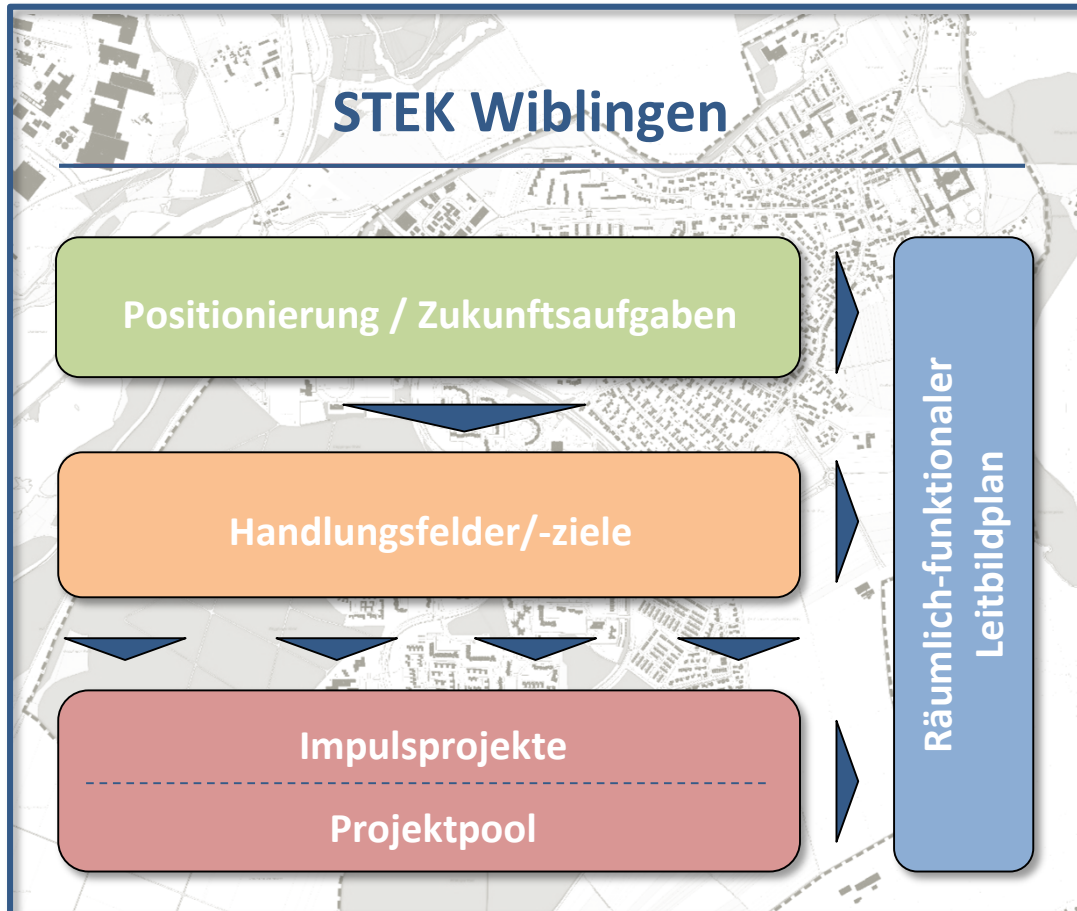 STEK Wiblingen
Positionierung / Zukunftsaufgaben
Handlungsfelder/-ziele
Impulsprojekte
Projektpool
Räumlich-funktionaler
Leitbildplan